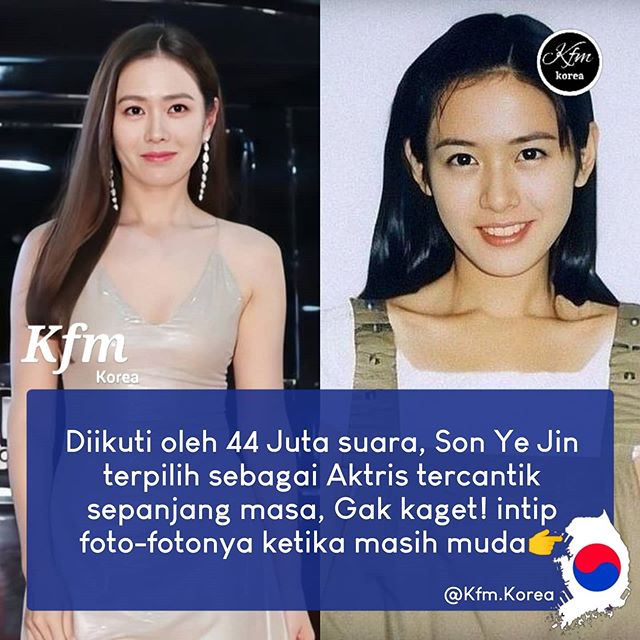 Kfm
korea
Kfm
Korea
Diikuti oleh 44 Juta suara, Son Ye Jin
terpilih sebagai Aktris tercantik
sepanjang masa, Gak kaget! intip
foto-fotonya ketika masih muda👉
@Kfm.Korea